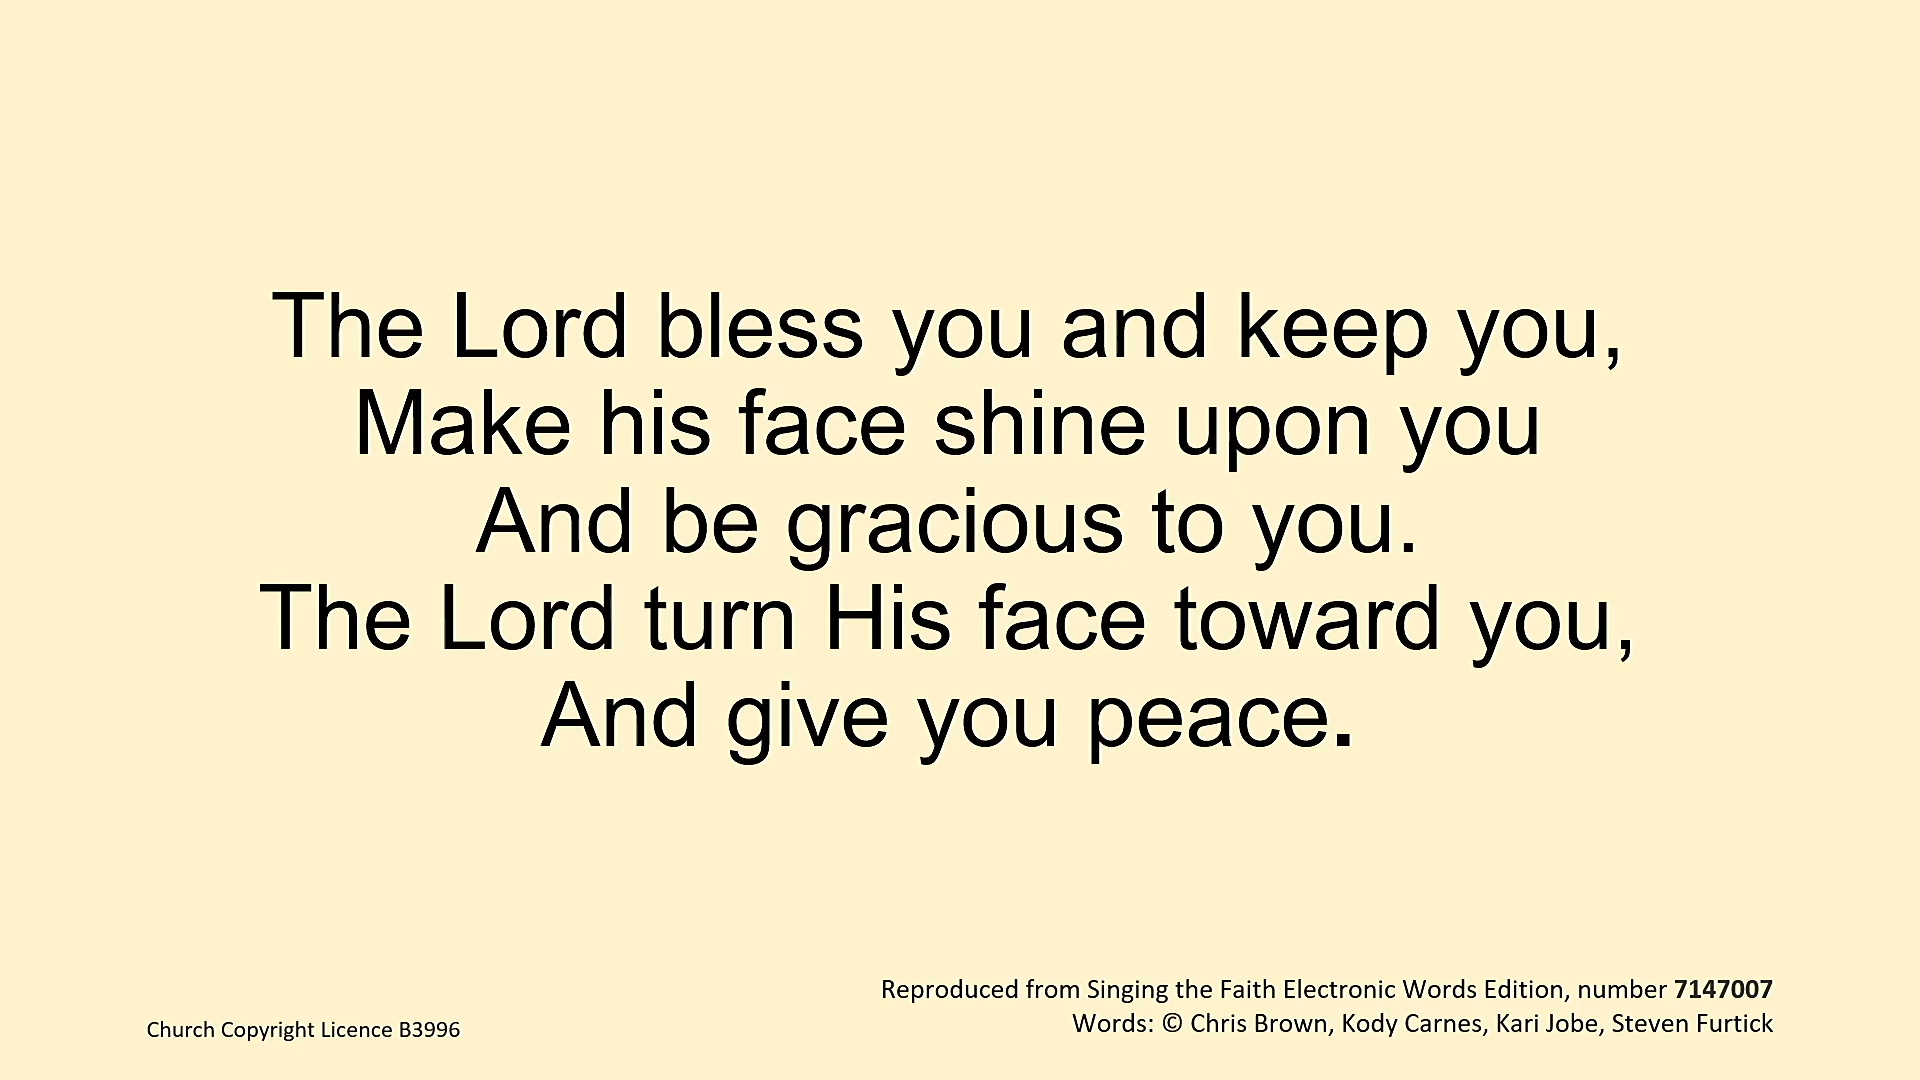 The Lord bless you and keep you,
Make his face shine upon you
And be gracious to you.
The Lord turn His face toward you,
And give you peace.
Reproduced from Singing the Faith Electronic Words Edition, number 7147007
Words: © Chris Brown, Kody Carnes, Kari Jobe, Steven Furtick
Church Copyright Licence B3996